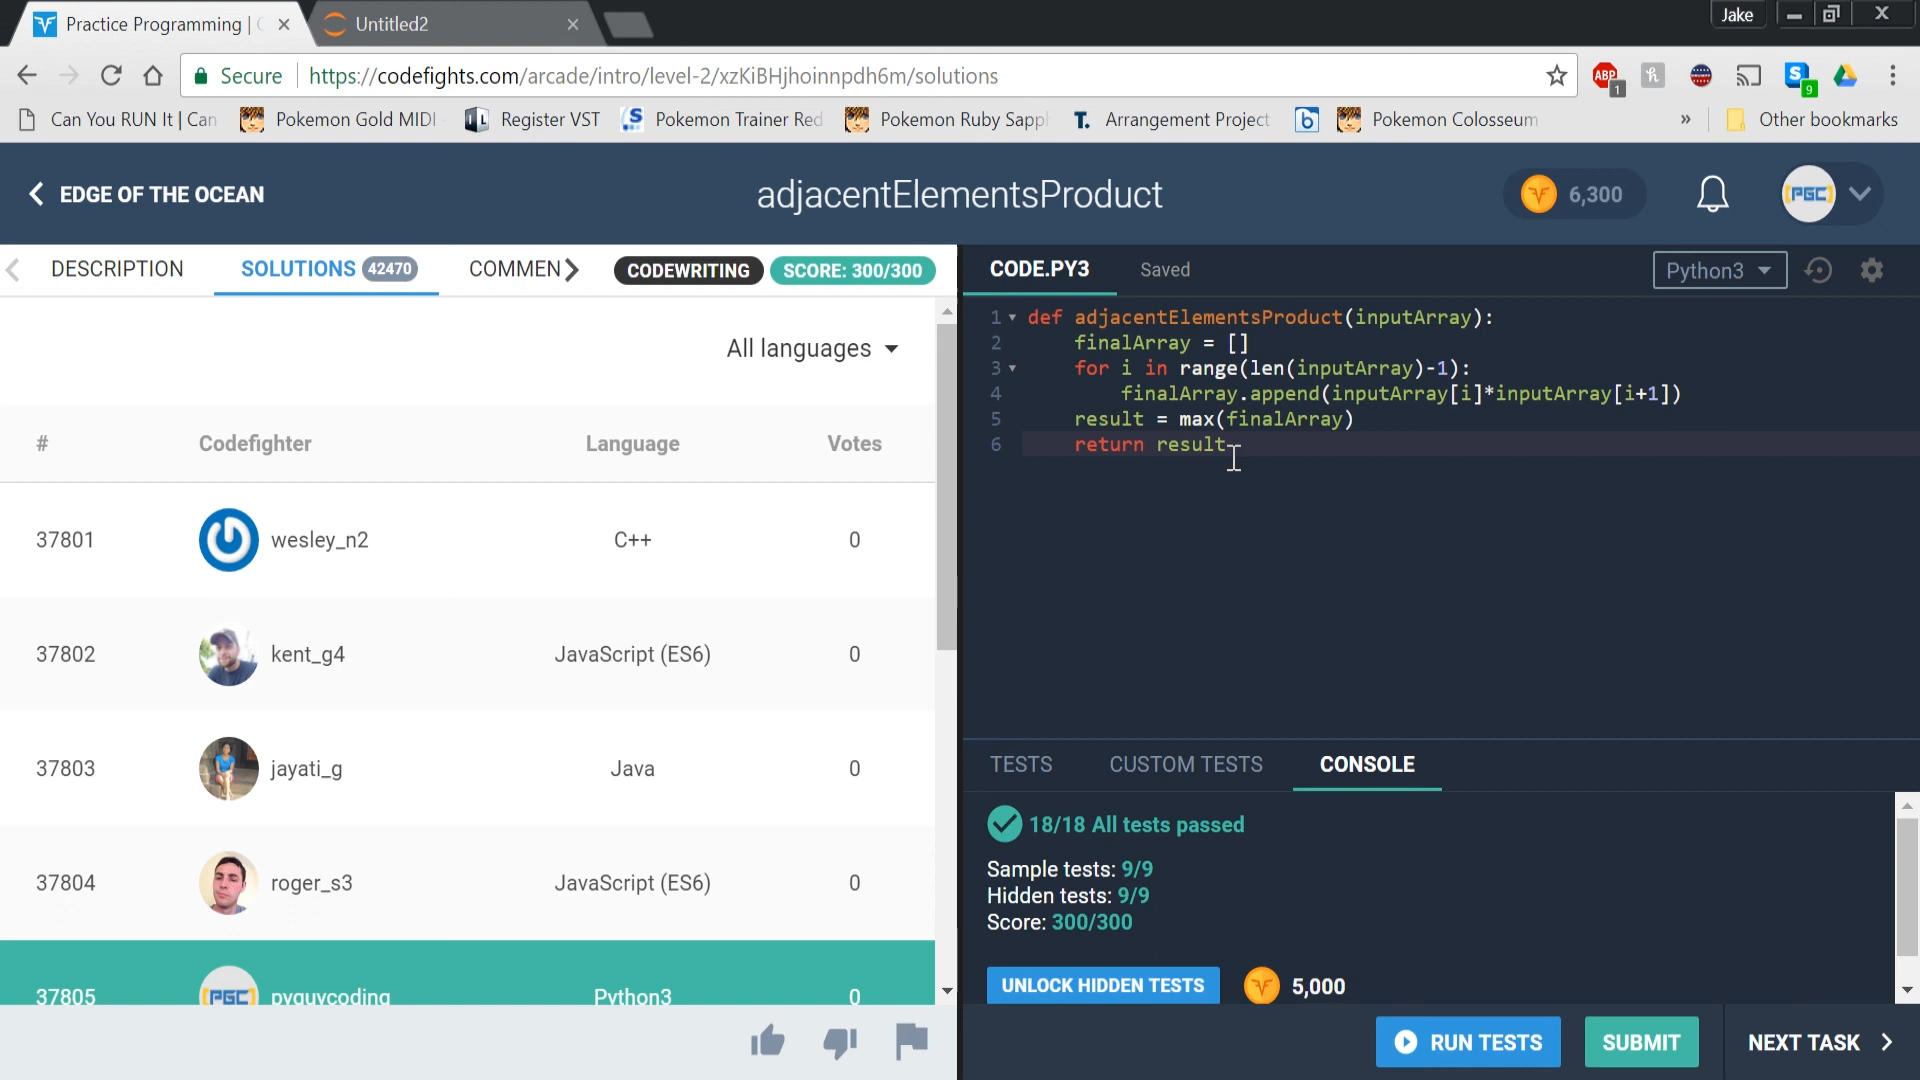 Practice Programming | C
Untitled2
Jake
Secure
https://codefights.com/arcade/intro/level-2/xzKiBHjhoinnpdh6m/solutions
ABP
1
S
9
Can You RUN It | Can
Pokemon Gold MIDI
Register VST
Pokemon Trainer Red
Pokemon Ruby Sapph
Arrangement Project
Pokemon Colosseum
»
Other bookmarks
EDGE OF THE OCEAN
adjacentElementsProduct
6,300
[PGC]
DESCRIPTION
SOLUTIONS 42470
COMMEN
CODEWRITING
SCORE: 300/300
CODE.PY3
Saved
Python3
All languages
# Codefighter Language Votes
37801 wesley_n2 C++ 0
37802 kent_g4 JavaScript (ES6) 0
37803 jayati_g Java 0
37804 roger_s3 JavaScript (ES6) 0
37805 [PGC] pyguycoding Python3 0
1 def adjacentElementsProduct(inputArray):
2 finalArray = []
3 for i in range(len(inputArray)-1):
4 finalArray.append(inputArray[i]*inputArray[i+1])
5 result = max(finalArray)
6 return result
TESTS
CUSTOM TESTS
CONSOLE
18/18 All tests passed
Sample tests: 9/9
Hidden tests: 9/9
Score: 300/300
UNLOCK HIDDEN TESTS
5,000
RUN TESTS
SUBMIT
NEXT TASK